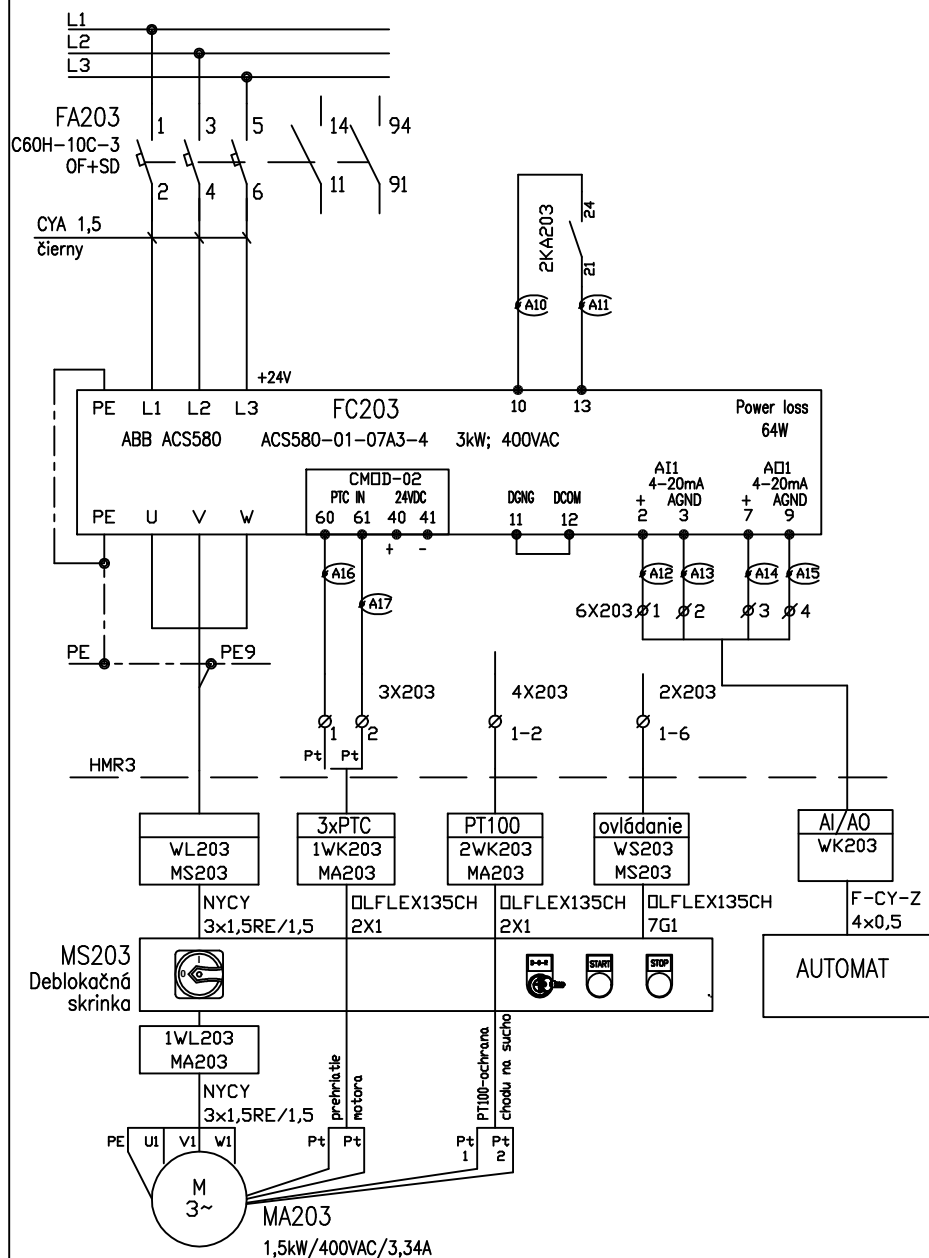 L1
L2
L3
FA203
C60H-10C-3
OF+SD
1 3 5 14 94
2 4 6 11 91
CYA 1,5
čierny
2KA203
24
21
A10 A11
+24V
PE L1 L2 L3 FC203 10 13 Power loss
64W
ABB ACS580 ACS580-01-07A3-4 3kW; 400VAC
CMOD-02
PTC IN 24VDC
60 61 40 41
+ -
DGNG DCOM
11 12
AI1
4-20mA
+ AGND
2 3
AO1
4-20mA
+ AGND
7 9
PE U V W
A16
A17
A12 A13 A14 A15
6X203 1 2 3 4
PE PE9
3X203 4X203 2X203
1 2 1-2 1-6
Pt Pt
HMR3
WL203
MS203
3xPTC
1WK203
MA203
PT100
2WK203
MA203
ovládanie
WS203
MS203
AI/AO
WK203
NYCY
3x1,5RE/1,5
OLFLEX135CH
2X1
OLFLEX135CH
2X1
OLFLEX135CH
7G1
F-CY-Z
4x0,5
MS203
Deblokačná
skrinka
START
STOP
AUTOMAT
1WL203
MA203
NYCY
3x1,5RE/1,5
prehriatie
motora
PT100-ochrana
chodu na sucho
PE U1 V1 W1
Pt Pt
Pt Pt
1 2
M
3~
MA203
1,5kW/400VAC/3,34A